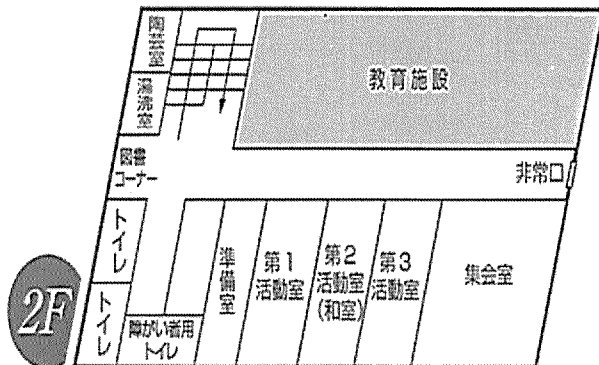 陶芸室
教育施設
湯沸室
図書
コーナー
非常口
トイレ
トイレ
障がい者用
トイレ
準備室
第1
活動室
第2
活動室
(和室)
第3
活動室
集会室
2F